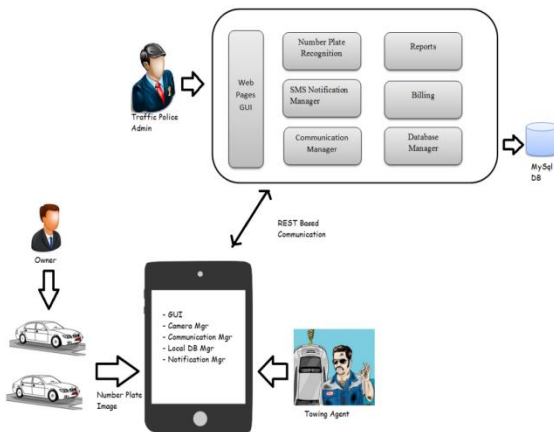 Number Plate
Recognition
Reports
Web
Pages
GUI
SMS Notification
Manager
Billing
Traffic Police
Admin
Communication
Manager
Database
Manager
MySql
DB
REST Based
Communication
Owner
- GUI
- Camera Mgr
- Communication Mgr
- Local DB Mgr
- Notification Mgr
Number Plate
Image
Towing Agent